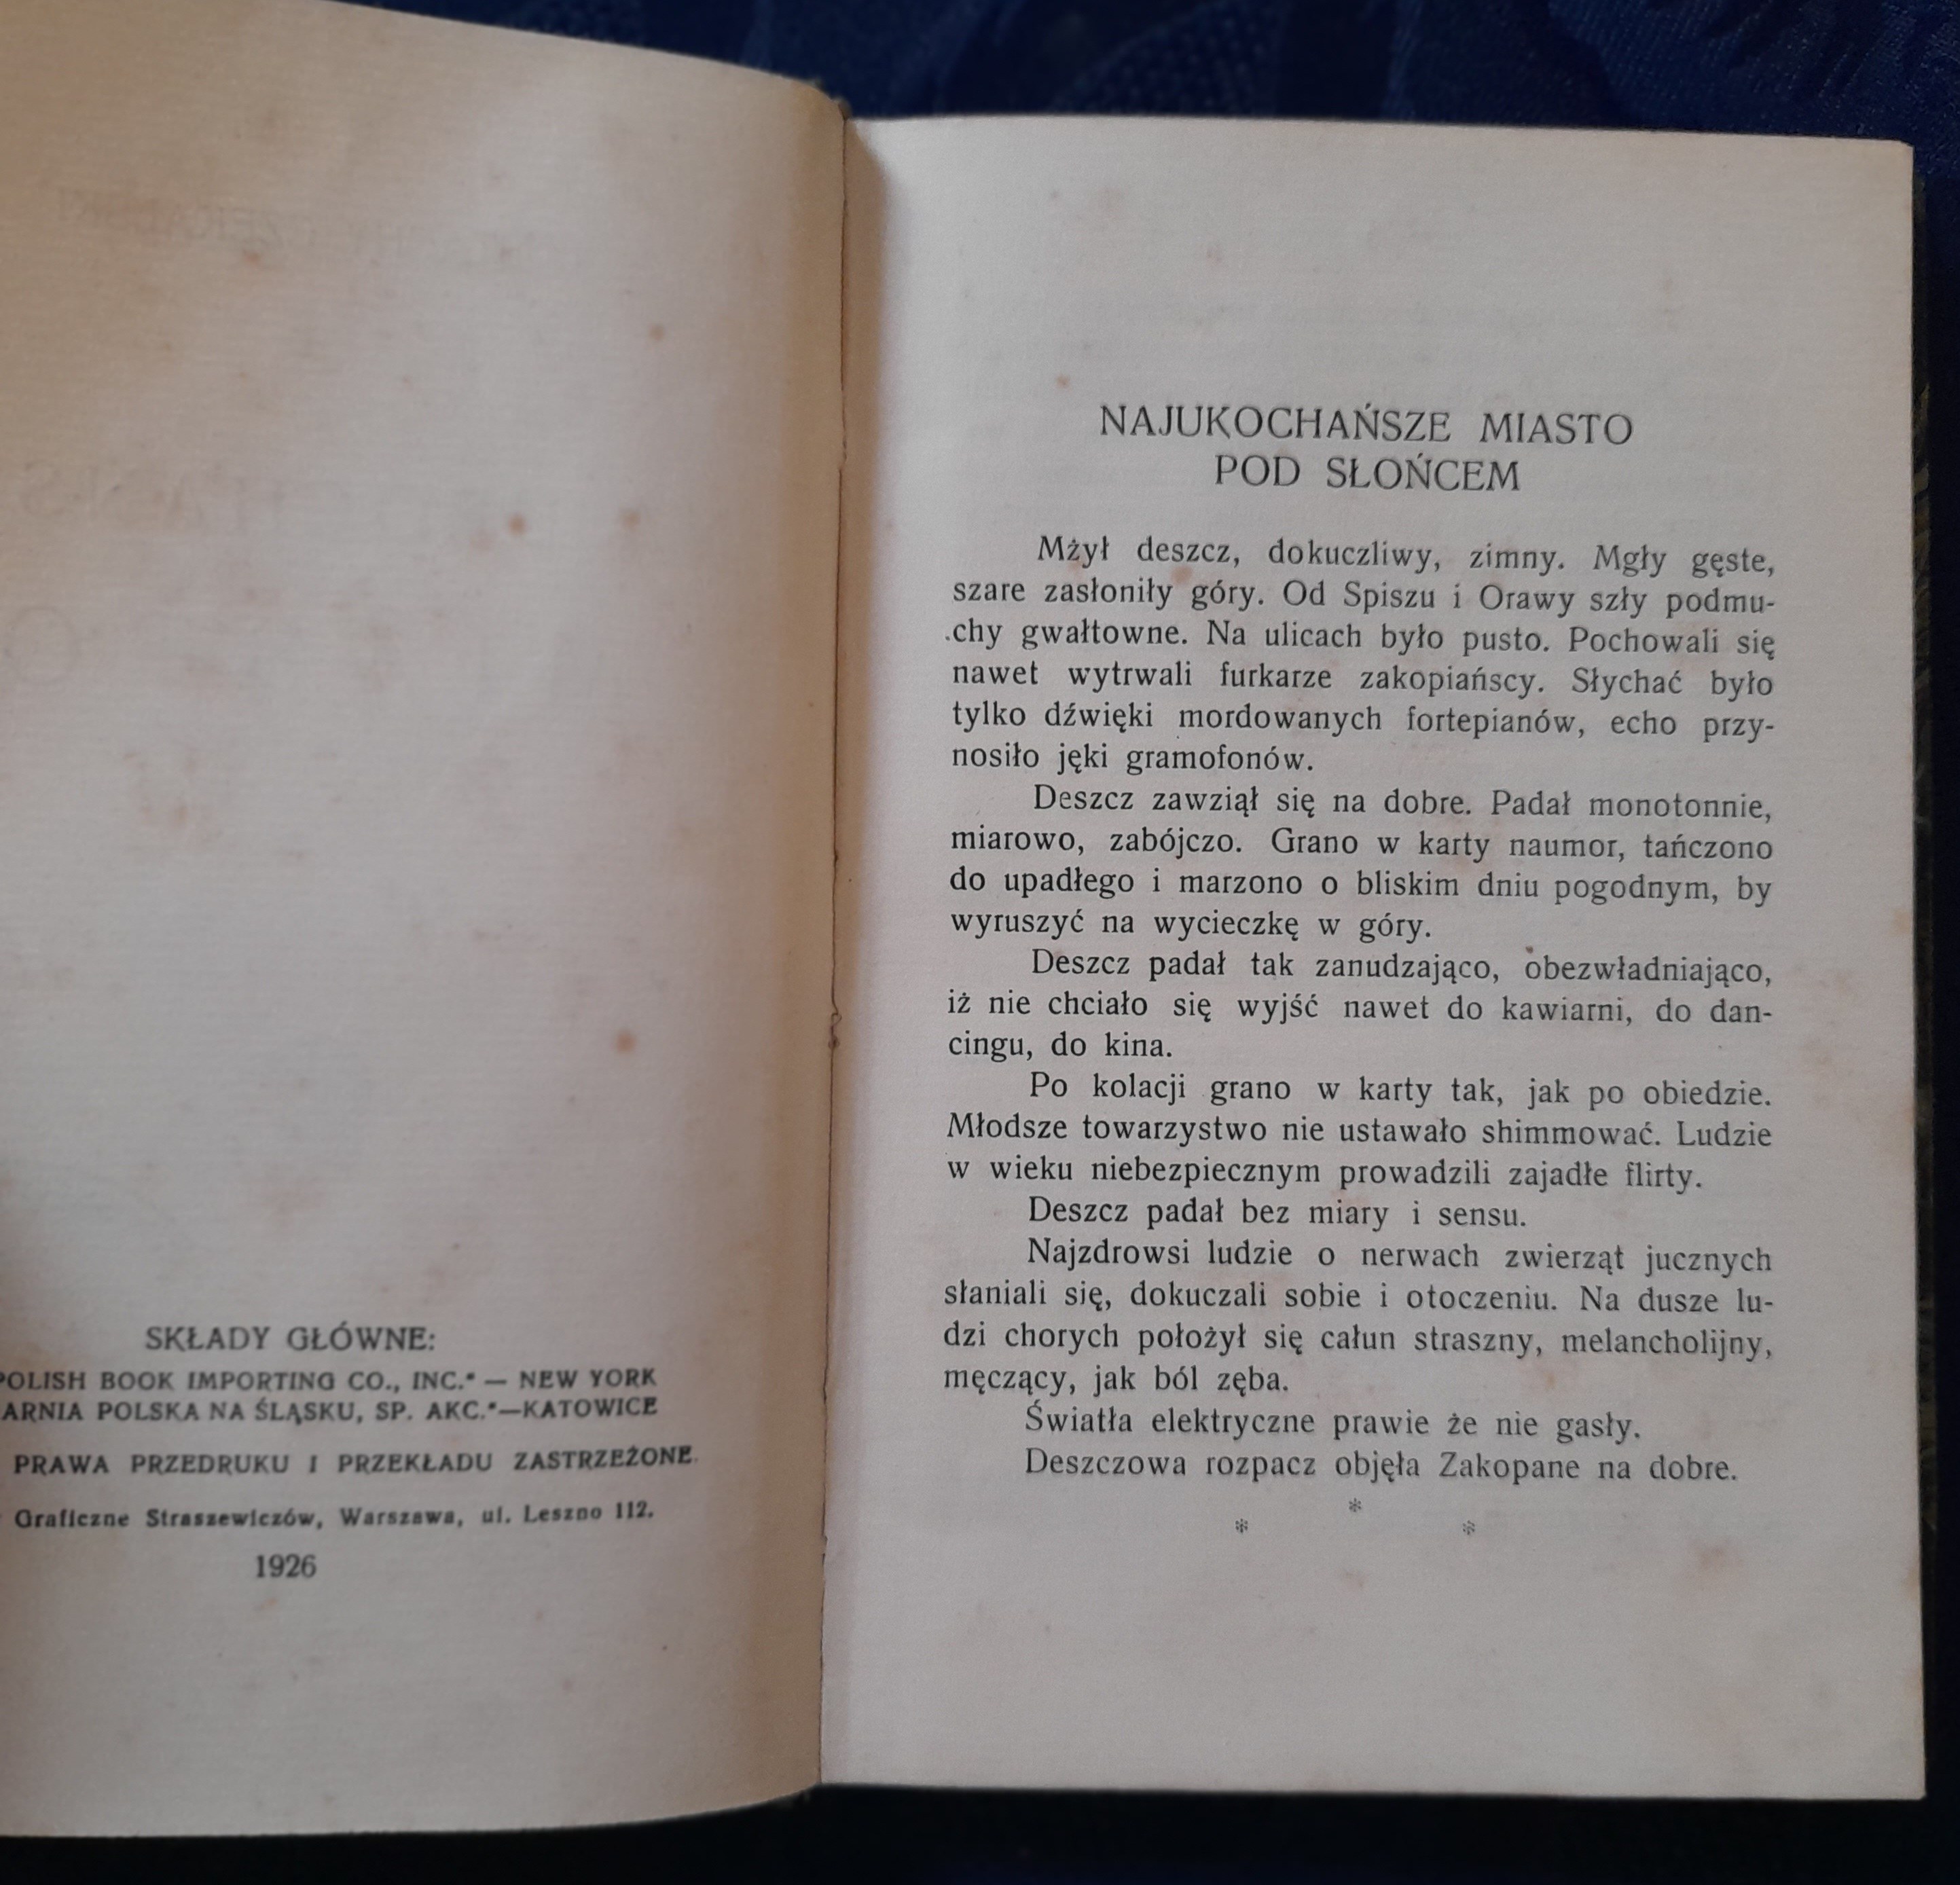 SKŁADY GŁÓWNE:
POLISH BOOK IMPORTING CO., INC.“ — NEW YORK
ARNIA POLSKA NA ŚLĄSKU, SP. AKC.“—KATOWICE
PRAWA PRZEDRUKU I PRZEKŁADU ZASTRZEŻONE.
Graficzne Straszewiczów, Warszawa, ul. Leszno 112.
1926
NAJUKOCHAŃSZE MIASTO
POD SŁOŃCEM
Mżył deszcz, dokuczliwy, zimny. Mgły gęste,
szare zasłoniły góry. Od Spiszu i Orawy szły podmu-
chy gwałtowne. Na ulicach było pusto. Pochowali się
nawet wytrwali furkarze zakopiańscy. Słychać było
tylko dźwięki mordowanych fortepianów, echo przy-
nosiło jęki gramofonów.
Deszcz zawziął się na dobre. Padał monotonnie,
miarowo, zabójczo. Grano w karty naumor, tańczono
do upadłego i marzono o bliskim dniu pogodnym, by
wyruszyć na wycieczkę w góry.
Deszcz padał tak zanudzająco, obezwładniająco,
iż nie chciało się wyjść nawet do kawiarni, do dan-
cingu, do kina.
Po kolacji grano w karty tak, jak po obiedzie.
Młodsze towarzystwo nie ustawało shimmować. Ludzie
w wieku niebezpiecznym prowadzili zajadłe flirty.
Deszcz padał bez miary i sensu.
Najzdrowsi ludzie o nerwach zwierząt jucznych
słaniali się, dokuczali sobie i otoczeniu. Na dusze lu-
dzi chorych położył się całun straszny, melancholijny,
męczący, jak ból zęba.
Światła elektryczne prawie że nie gasły.
Deszczowa rozpacz objęła Zakopane na dobre.
*
* *